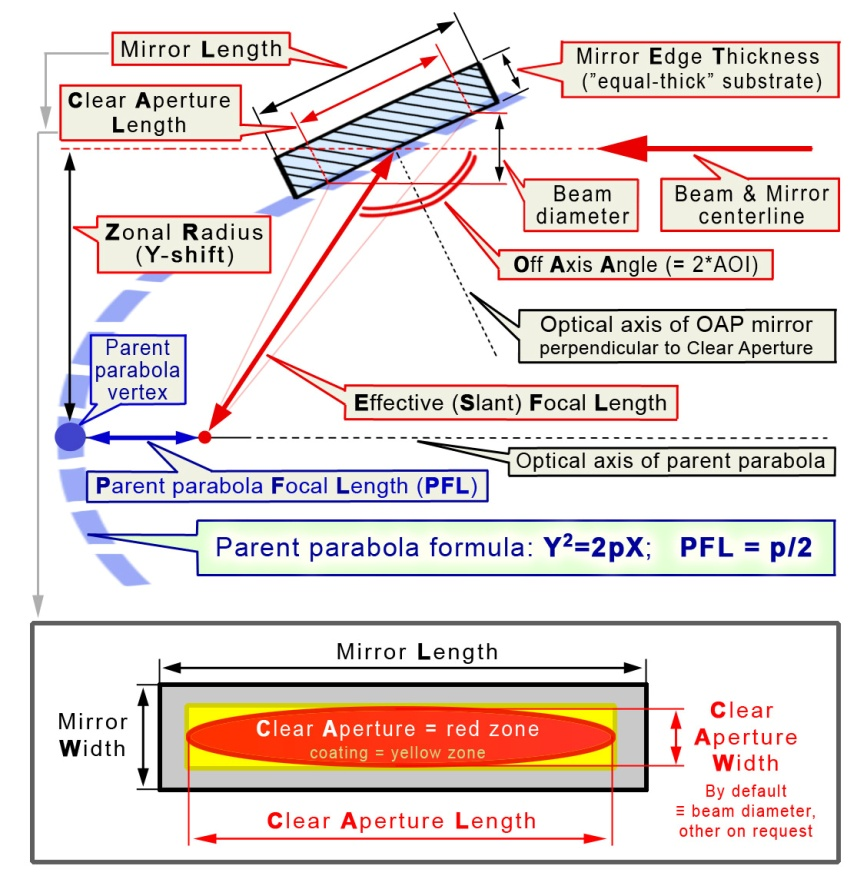 Mirror Length
Mirror Edge Thickness
("equal-thick" substrate)
Clear Aperture
Length
Beam
diameter
Beam & Mirror
centerline
Zonal Radius
(Y-shift)
Off Axis Angle (= 2*AOI)
Optical axis of OAP mirror
perpendicular to Clear Aperture
Parent
parabola
vertex
Effective (Slant) Focal Length
Optical axis of parent parabola
Parent parabola Focal Length (PFL)
Parent parabola formula: Y²=2pX; PFL = p/2
Mirror Length
Mirror
Width
Clear Aperture = red zone
coating = yellow zone
Clear
Aperture
Width
By default
≡ beam diameter,
other on request
Clear Aperture Length